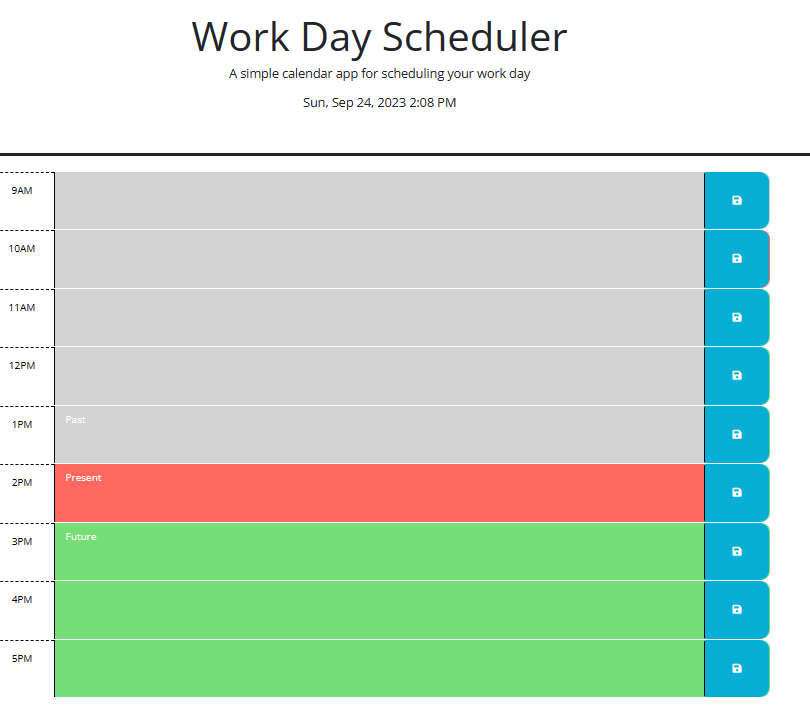 Work Day Scheduler
A simple calendar app for scheduling your work day
Sun, Sep 24, 2023 2:08 PM
9AM
10AM
11AM
12PM
1PM Past
2PM Present
3PM Future
4PM
5PM